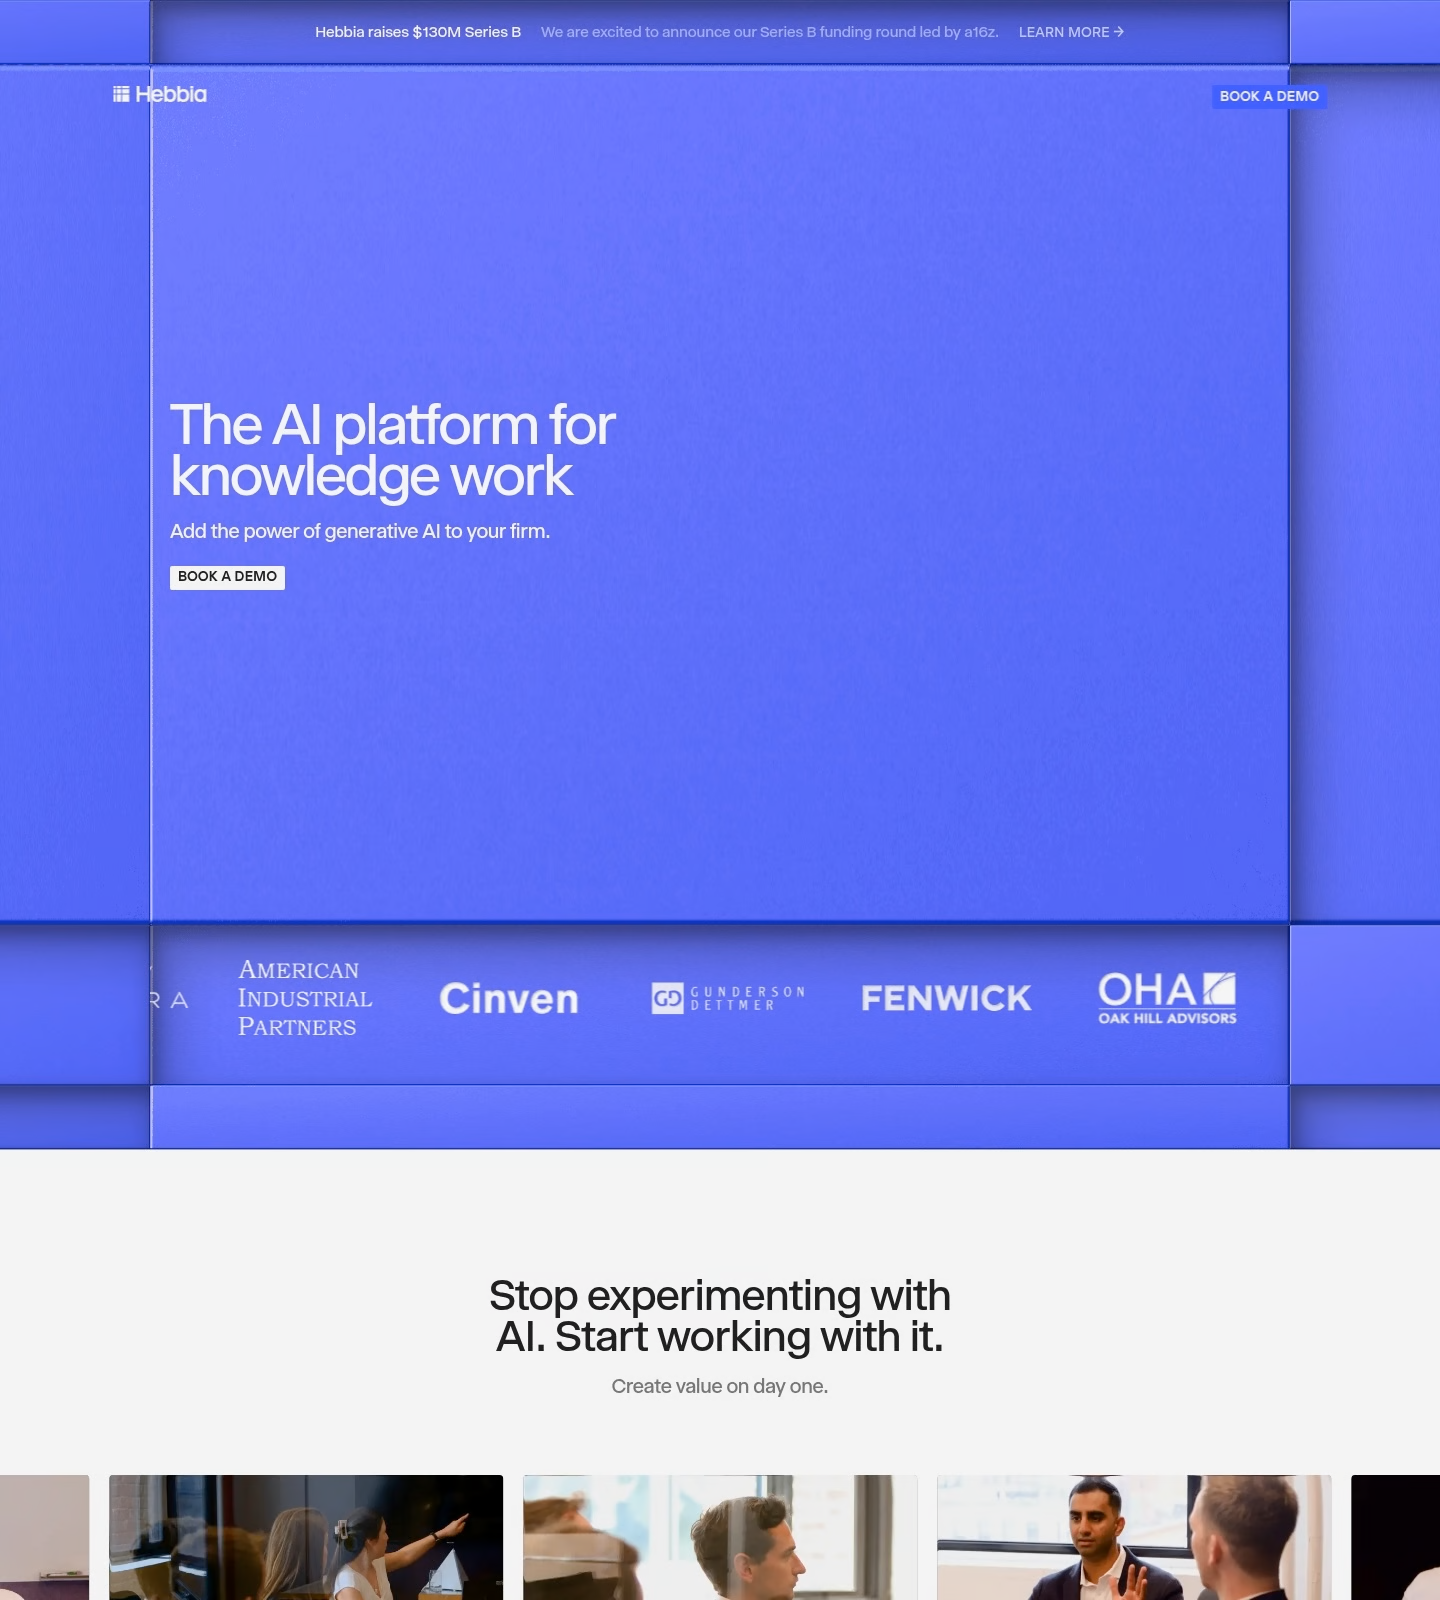 Hebbia raises $130M Series B We are excited to announce our Series B funding round led by a16z. LEARN MORE →
Hebbia
BOOK A DEMO
The AI platform for
knowledge work
Add the power of generative AI to your firm.
BOOK A DEMO
RA
AMERICAN
INDUSTRIAL
PARTNERS
Cinven
GD GUNDERSON
DETTMER
FENWICK
OHA
OAK HILL ADVISORS
Stop experimenting with
AI. Start working with it.
Create value on day one.